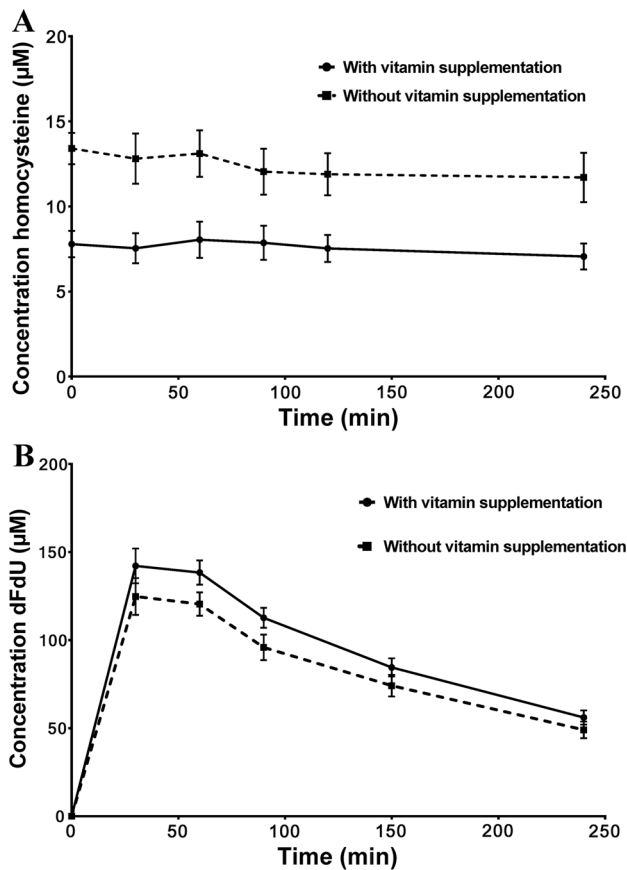 A
Concentration homocysteine (µM)
20
15
10
5
0
With vitamin supplementation
Without vitamin supplementation
0 50 100 150 200 250
Time (min)
B
Concentration dFdU (µM)
200
150
100
50
0
With vitamin supplementation
Without vitamin supplementation
0 50 100 150 200 250
Time (min)